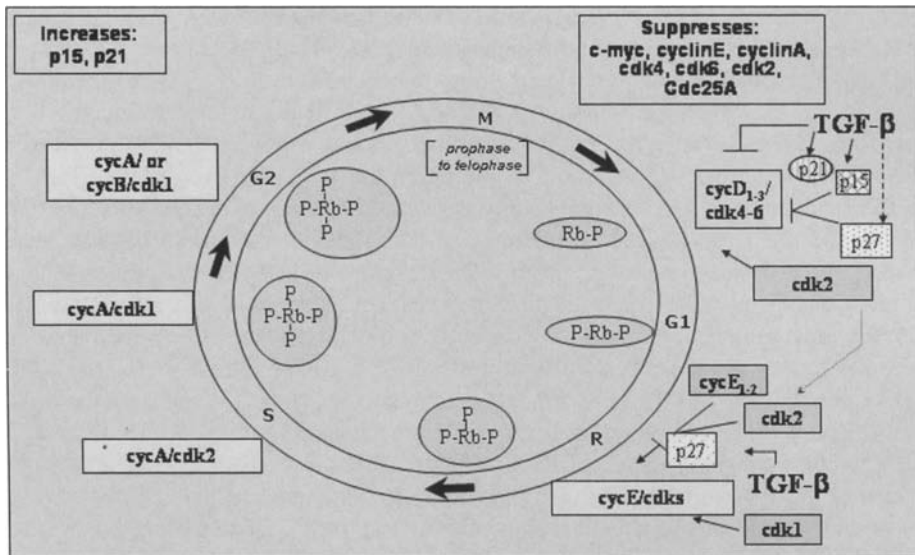 Increases:
p15, p21
Suppresses:
c-myc, cyclinE, cyclinA,
cdk4, cdk6, cdk2,
Cdc25A
M
[prophase
to telophase]
TGF-β
p21
p15
cycD1-3/
cdk4-6
p27
cdk2
cycA/ or
cycB/cdk1
G2
P
P-Rb-P
P
Rb-P
cycA/cdk1
P
P-Rb-P
P
P-Rb-P
G1
cycE1-2
cdk2
S
P
P-Rb-P
R
p27
cycA/cdk2
TGF-β
cycE/cdks
cdk1